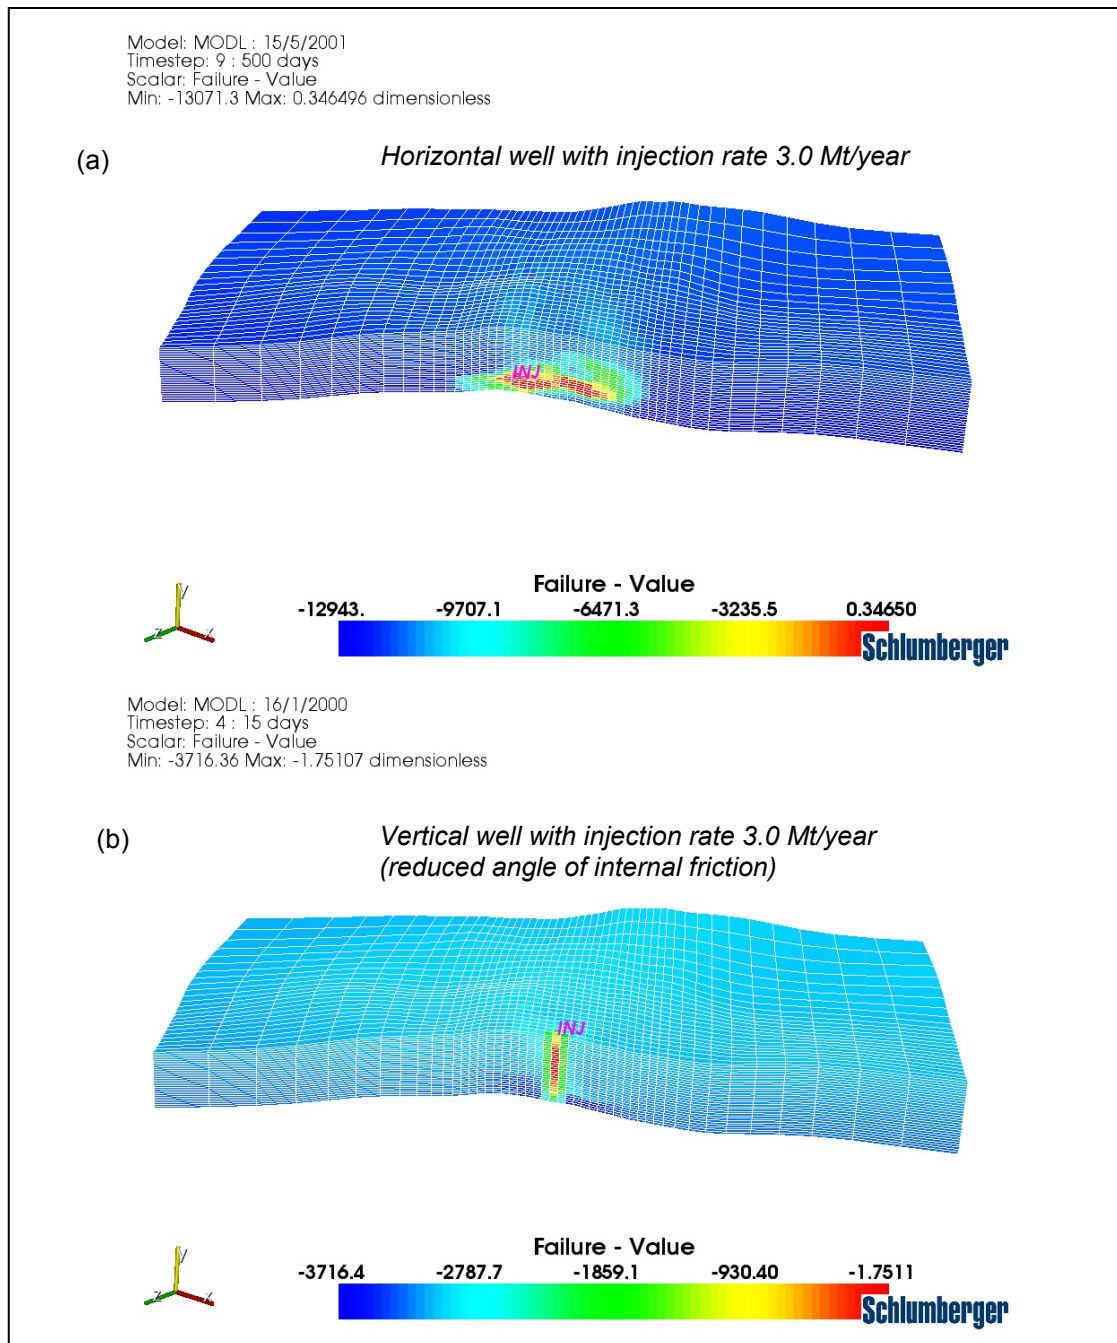 Model: MODL : 15/5/2001
Timestep: 9 : 500 days
Scalar: Failure - Value
Min: -13071.3 Max: 0.346496 dimensionless
(a)
Horizontal well with injection rate 3.0 Mt/year
INJ
Failure - Value
-12943. -9707.1 -6471.3 -3235.5 0.34650
y
Z X
Schlumberger
Model: MODL : 16/1/2000
Timestep: 4 : 15 days
Scalar: Failure - Value
Min: -3716.36 Max: -1.75107 dimensionless
(b)
Vertical well with injection rate 3.0 Mt/year
(reduced angle of internal friction)
INJ
Failure - Value
-3716.4 -2787.7 -1859.1 -930.40 -1.7511
y
Z X
Schlumberger